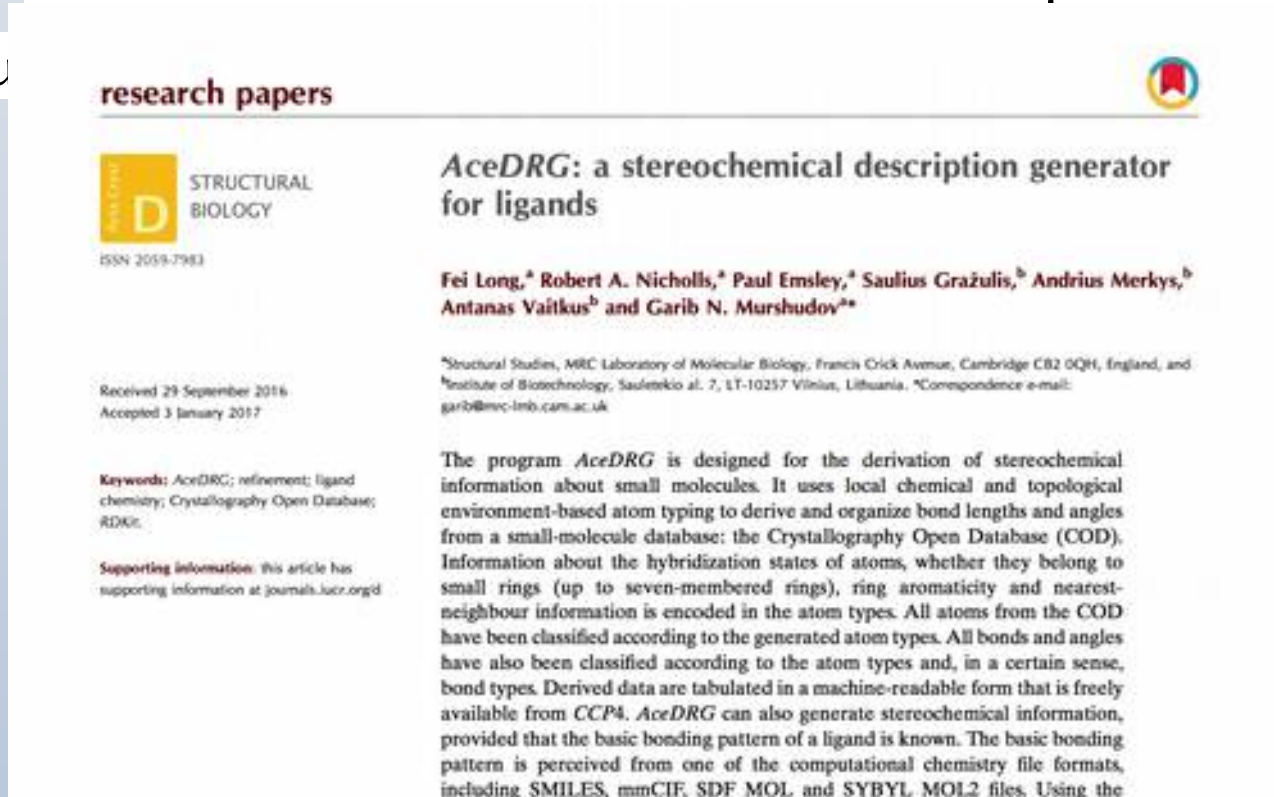 research papers
STRUCTURAL
BIOLOGY
D
ISSN 2059-7983
Received 29 September 2016
Accepted 3 January 2017
Keywords: AceDRG; refinement; ligand
chemistry; Crystallography Open Database;
RDKit.
Supporting information: this article has
supporting information at journals.iucr.org/d
AceDRG: a stereochemical description generator
for ligands
Fei Long,ᵃ Robert A. Nicholls,ᵃ Paul Emsley,ᵃ Saulius Gražulis,ᵇ Andrius Merkys,ᵇ
Antanas Vaitkusᵇ and Garib N. Murshudovᵃ*
ᵃStructural Studies, MRC Laboratory of Molecular Biology, Francis Crick Avenue, Cambridge CB2 0QH, England, and
ᵇInstitute of Biotechnology, Sauletekio al. 7, LT-10257 Vilnius, Lithuania. *Correspondence e-mail:
garib@mrc-lmb.cam.ac.uk
The program AceDRG is designed for the derivation of stereochemical
information about small molecules. It uses local chemical and topological
environment-based atom typing to derive and organize bond lengths and angles
from a small-molecule database: the Crystallography Open Database (COD).
Information about the hybridization states of atoms, whether they belong to
small rings (up to seven-membered rings), ring aromaticity and nearest-
neighbour information is encoded in the atom types. All atoms from the COD
have been classified according to the generated atom types. All bonds and angles
have also been classified according to the atom types and, in a certain sense,
bond types. Derived data are tabulated in a machine-readable form that is freely
available from CCP4. AceDRG can also generate stereochemical information,
provided that the basic bonding pattern of a ligand is known. The basic bonding
pattern is perceived from one of the computational chemistry file formats,
including SMILES, mmCIF, SDF MOL and SYBYL MOL2 files. Using the